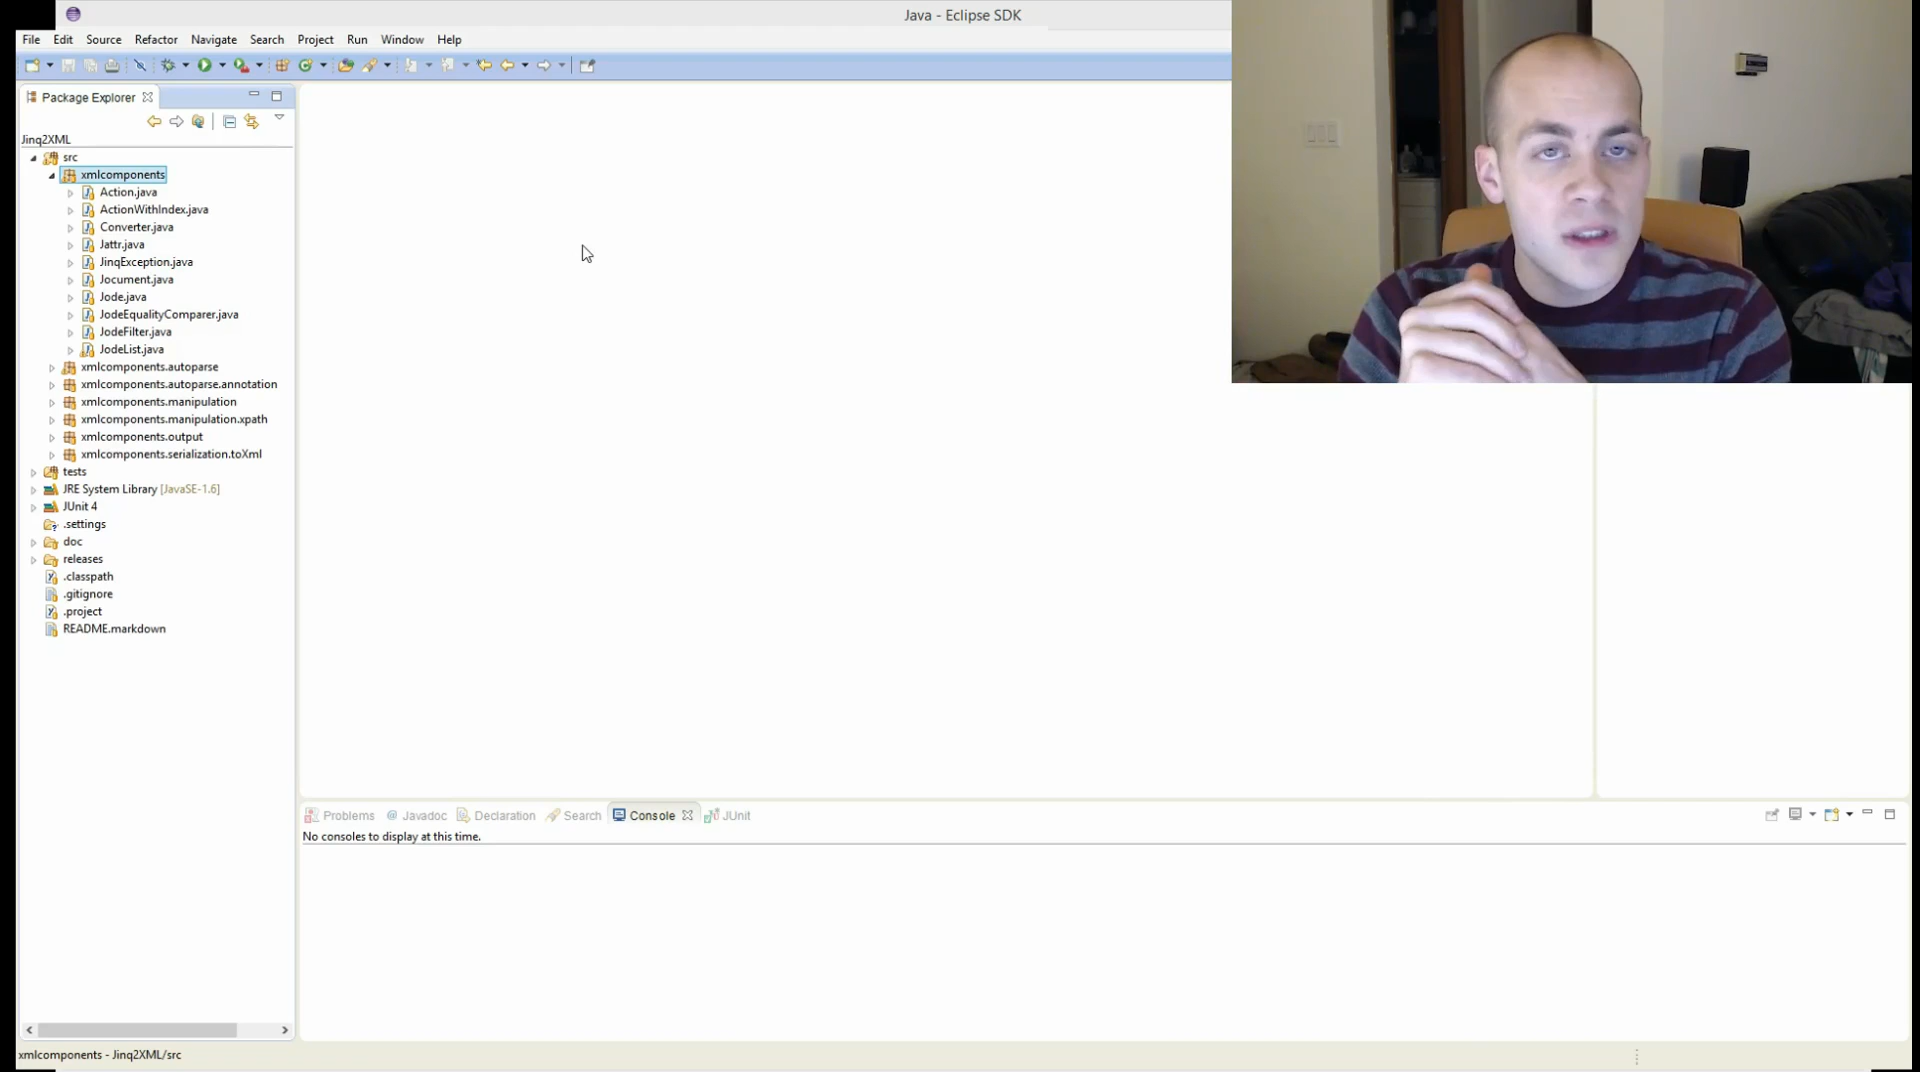 Java - Eclipse SDK
File Edit Source Refactor Navigate Search Project Run Window Help
Package Explorer
Jinq2XML
src
xmlcomponents
Action.java
ActionWithIndex.java
Converter.java
Jattr.java
JinqException.java
Jocument.java
Jode.java
JodeEqualityComparer.java
JodeFilter.java
JodeList.java
xmlcomponents.autoparse
xmlcomponents.autoparse.annotation
xmlcomponents.manipulation
xmlcomponents.manipulation.xpath
xmlcomponents.output
xmlcomponents.serialization.toXml
tests
JRE System Library [JavaSE-1.6]
JUnit 4
.settings
doc
releases
.classpath
.gitignore
.project
README.markdown
Problems @ Javadoc Declaration Search Console JUnit
No consoles to display at this time.
xmlcomponents - Jinq2XML/src